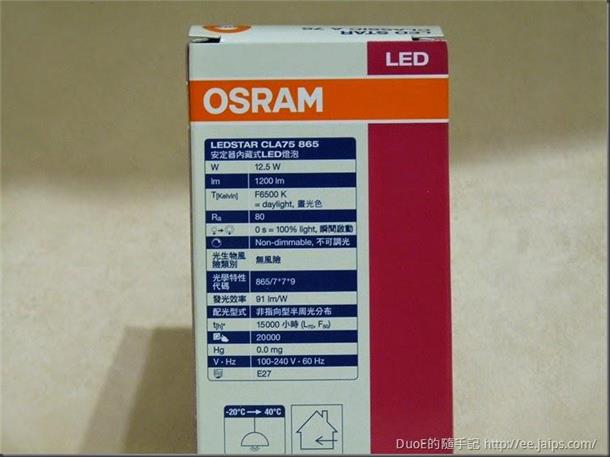 LED STAR
CLASSIC A 75
LED
OSRAM
LEDSTAR CLA75 865
安定器內藏式LED燈泡
W 12.5 W
lm 1200 lm
T[Kelvin] F6500 K
= daylight, 晝光色
Ra 80
0 s = 100% light, 瞬間啟動
Non-dimmable, 不可調光
光生物風
險類別 無風險
光學特性
代碼 865/7*7*9
發光效率 91 lm/W
配光型式 非指向型半周光分布
t[h]* 15000 小時 (L70, F50)
20000
Hg 0.0 mg
V - Hz 100-240 V - 60 Hz
E27
-20°C → 40°C
DuoE的隨手記 http://ee.jaips.com/